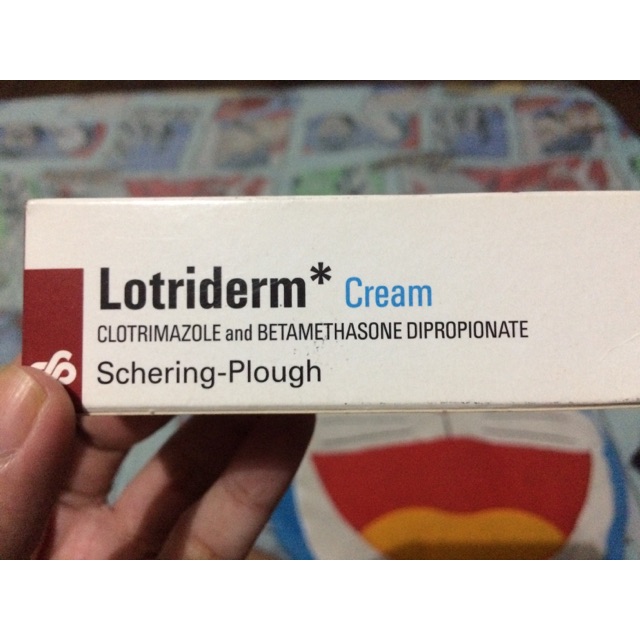 Lotriderm* Cream
CLOTRIMAZOLE and BETAMETHASONE DIPROPIONATE
Schering-Plough